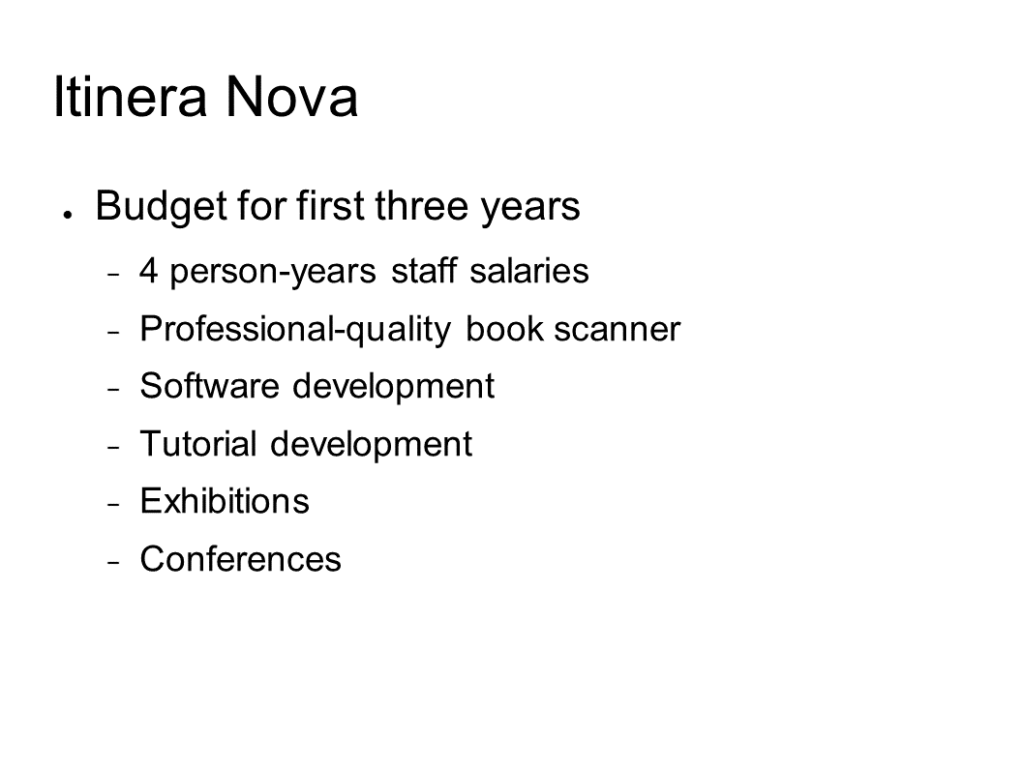 Itinera Nova
● Budget for first three years
– 4 person-years staff salaries
– Professional-quality book scanner
– Software development
– Tutorial development
– Exhibitions
– Conferences